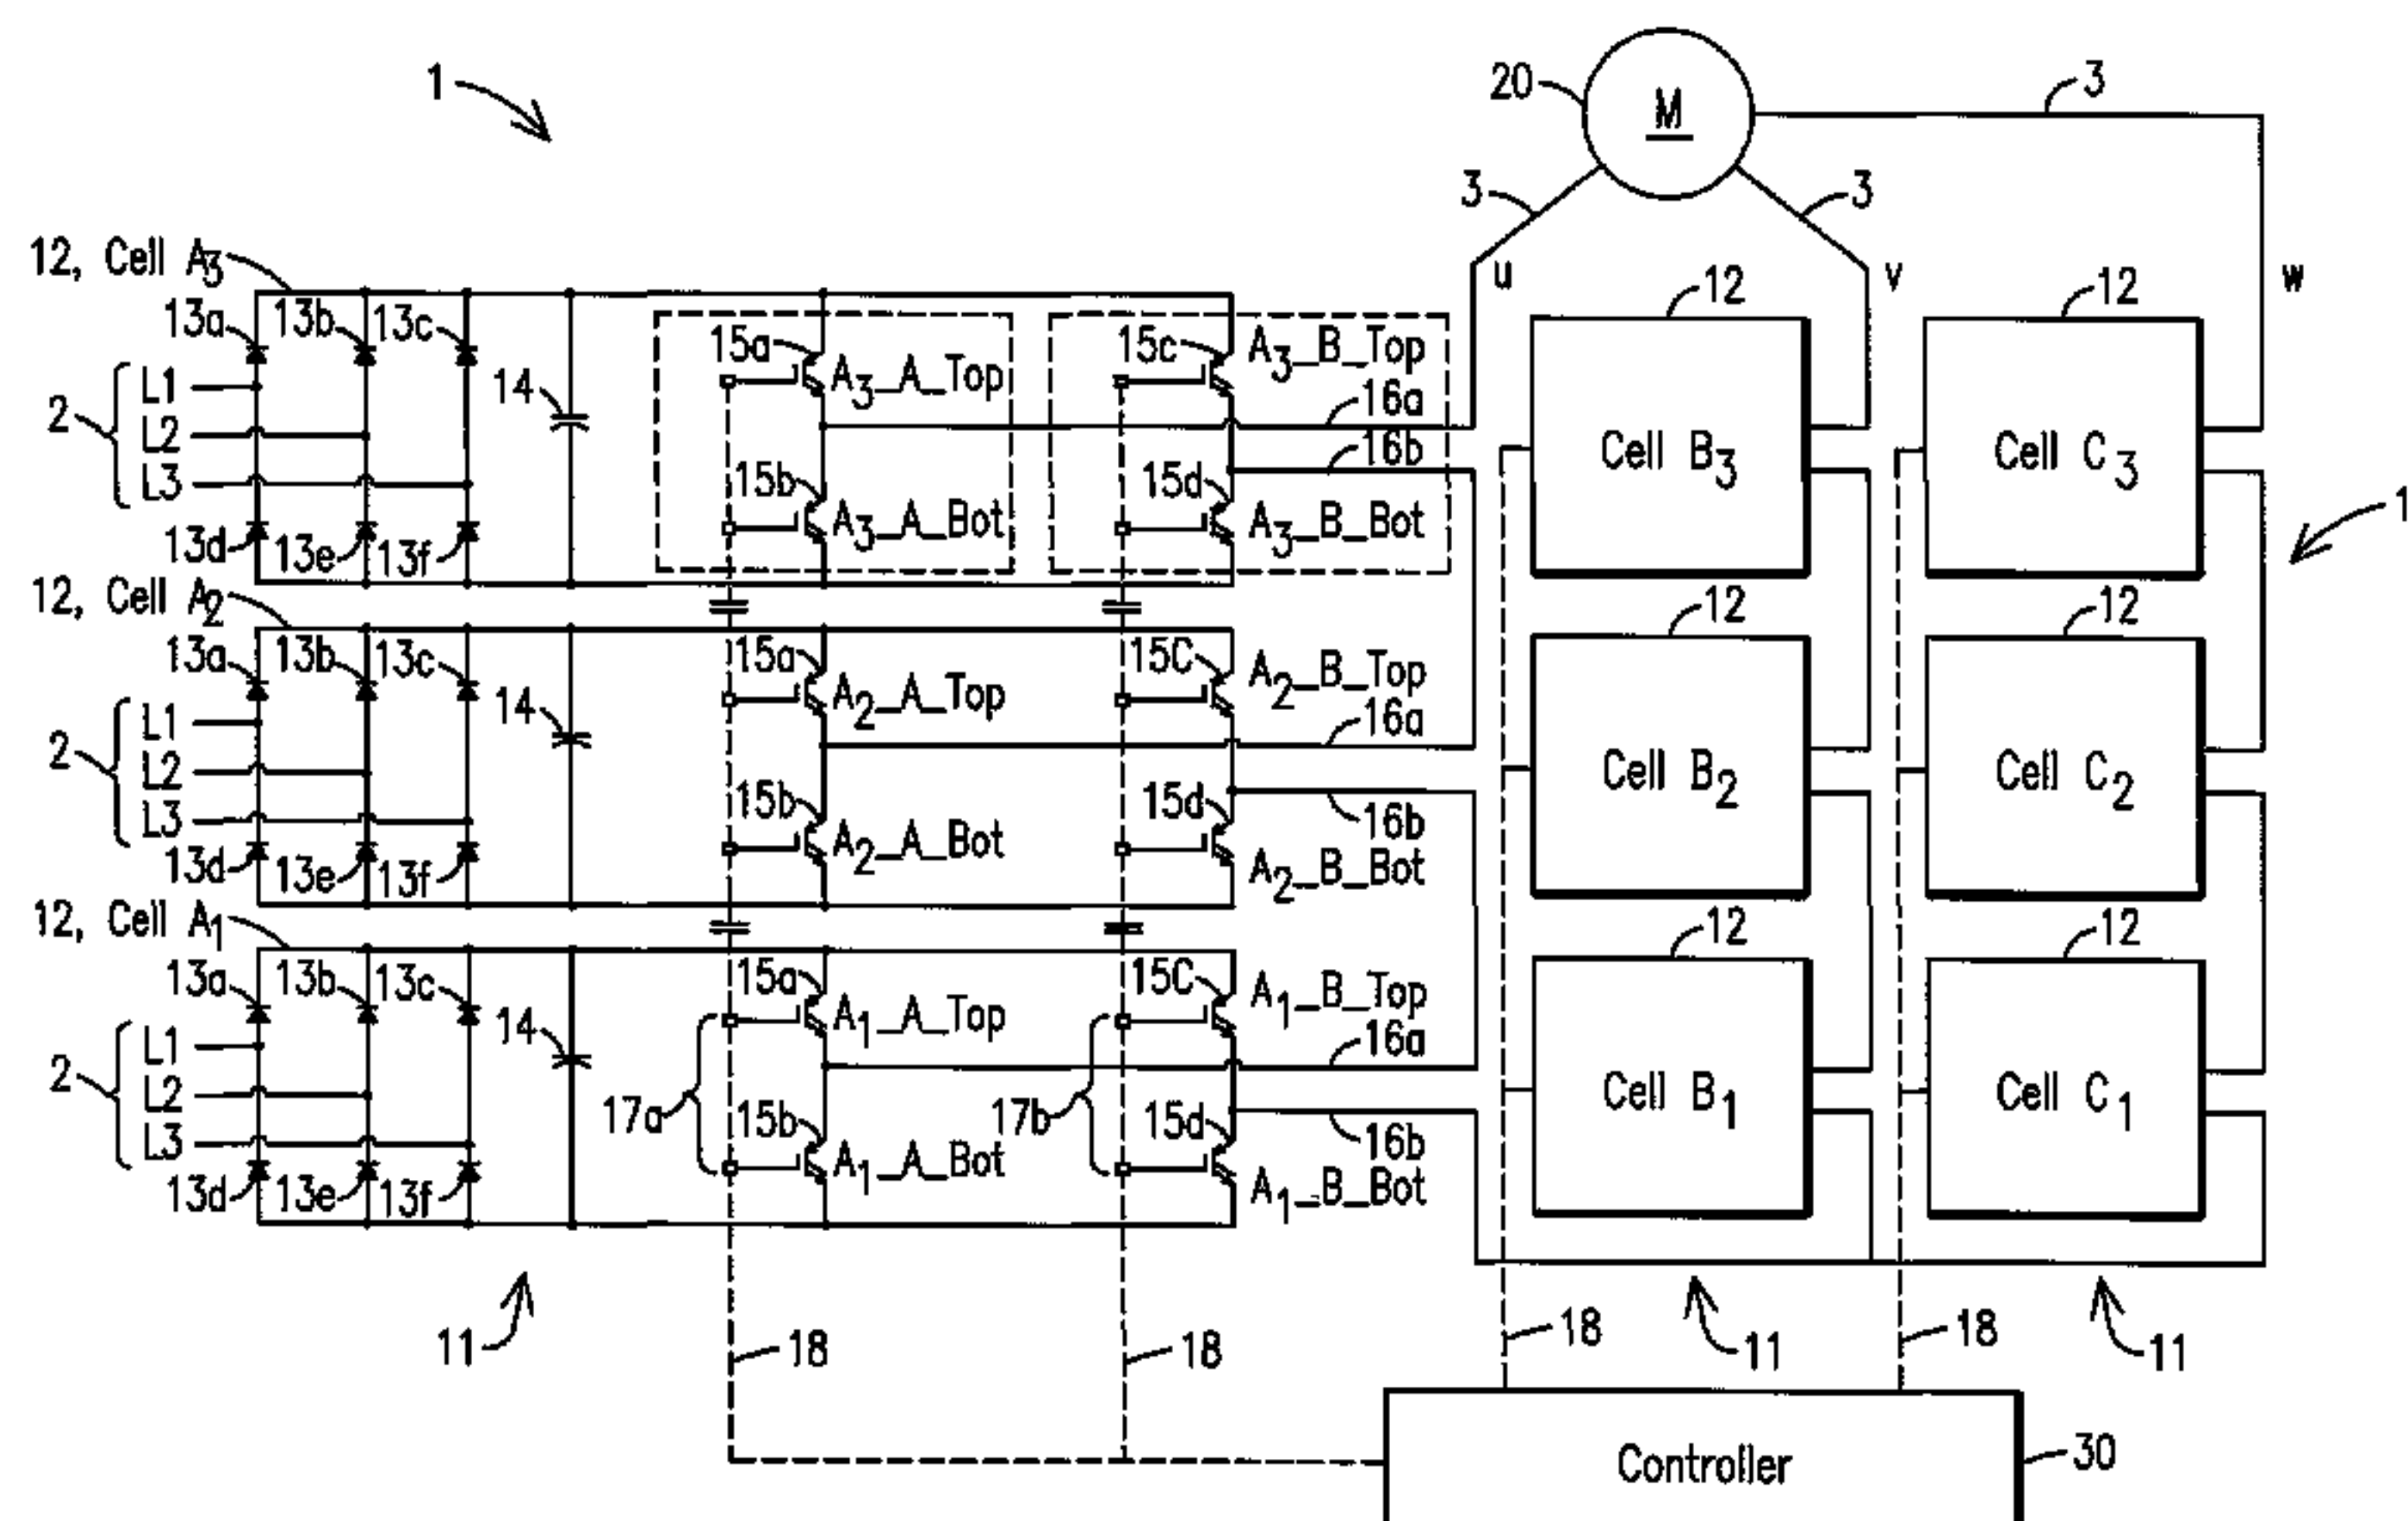 1
20
M
3
3
3
u
v
w
12, Cell A3
13a
13b
13c
2
L1
L2
L3
13d
13e
13f
14
15a
A3_A_Top
15b
A3_A_Bot
15c
A3_B_Top
16a
16b
15d
A3_B_Bot
12
Cell B3
12
Cell C3
1
12, Cell A2
13a
13b
13c
2
L1
L2
L3
13d
13e
13f
14
15a
A2_A_Top
15b
A2_A_Bot
15C
A2_B_Top
16a
15d
16b
A2_B_Bot
12
Cell B2
12
Cell C2
12, Cell A1
13a
13b
13c
2
L1
L2
L3
13d
13e
13f
14
15a
A1_A_Top
17a
15b
A1_A_Bot
15C
A1_B_Top
16a
17b
15d
16b
A1_B_Bot
12
Cell B1
12
Cell C1
11
18
18
18
11
18
11
Controller
30